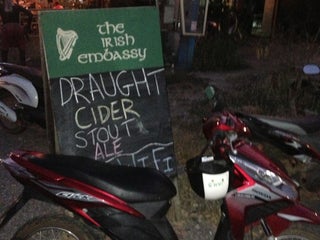 the
irish
embassy
DRAUGHT
CIDER
STOUT
ALE